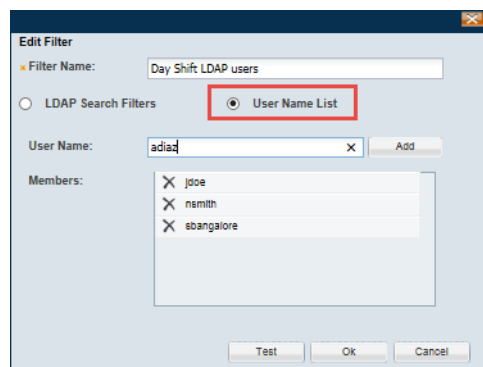 Edit Filter
Filter Name: Day Shift LDAP users
LDAP Search Filters User Name List
User Name: adiaz Add
Members:
jdoe
nsmith
sbangalore
Test Ok Cancel